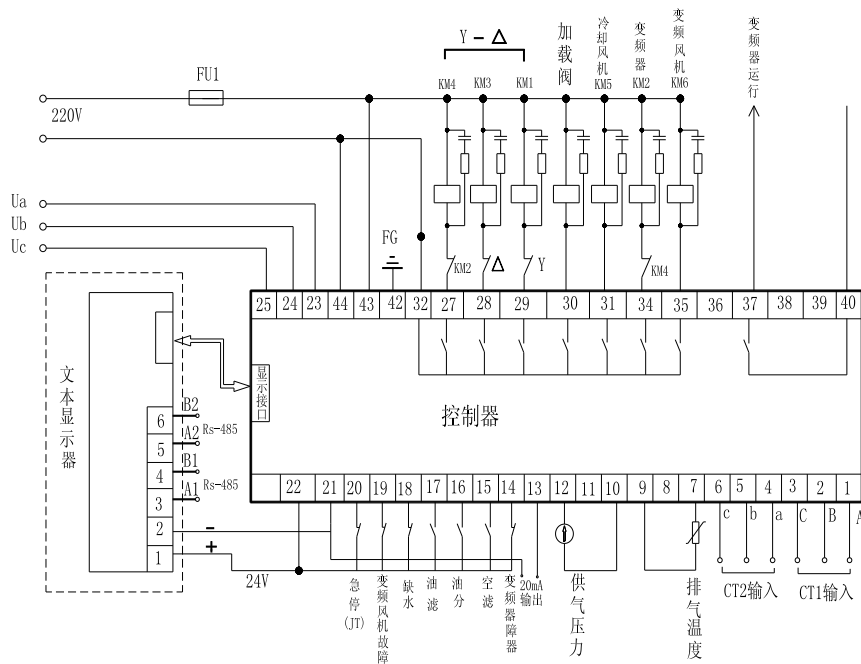 Y - Δ
加载阀
冷却风机
变频器
变频风机
变频器运行
FU1
KM4
KM3
KM1
KM5
KM2
KM6
220V
Ua
Ub
Uc
FG
KM2
Δ
Y
KM4
25 24 23 44 43 42 32 27 28 29 30 31 34 35 36 37 38 39 40
文本显示器
显示接口
控制器
6 B2
Rs-485
5 A2
4 B1
Rs-485
3 A1
2 -
1 +
22 21 20 19 18 17 16 15 14 13 12 11 10 9 8 7 6 5 4 3 2 1
c b a C B A
24V
急停(JT)
变频风机故障
缺水
油滤
油分
空滤
变频器障器
20mA
输出
供气压力
排气温度
CT2输入
CT1输入